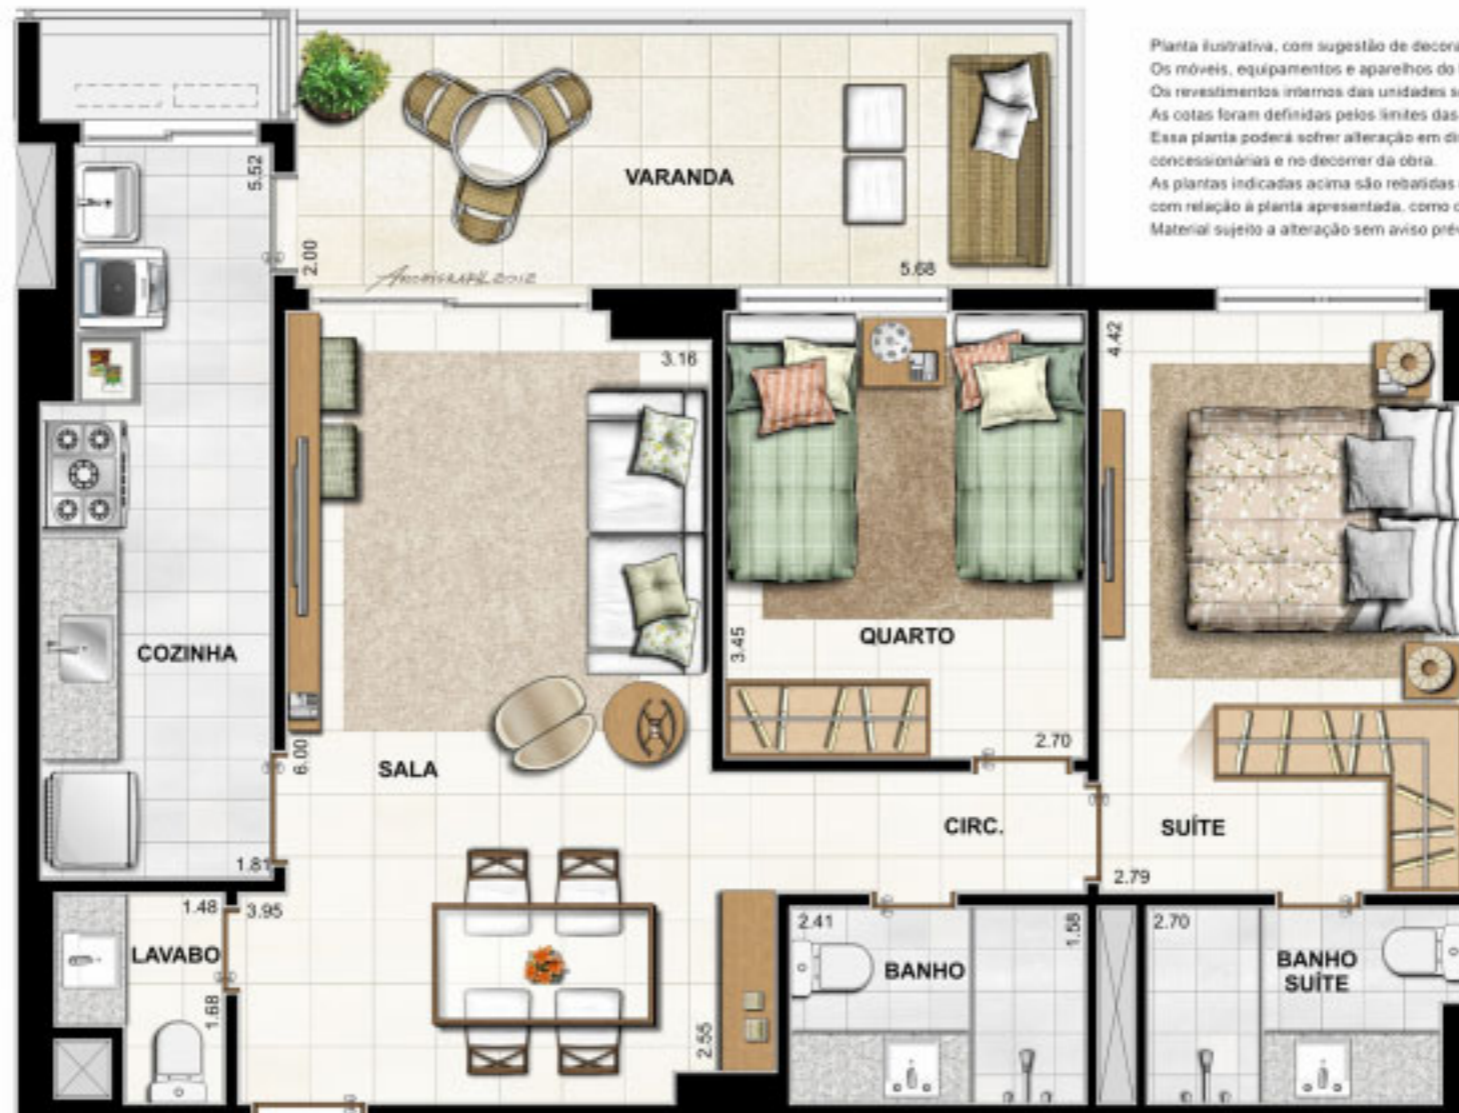 Planta ilustrativa, com sugestão de
Os móveis, equipamentos e aparelhos do
Os revestimentos internos das unidades
As cotas foram definidas pelos limites das
Essa planta poderá sofrer alteração em
concessionárias e no decorrer da obra.
As plantas indicadas acima são rebatidas
com relação à planta apresentada, como
Material sujeito a alteração sem aviso
5.52
VARANDA
2.00
5.68
ARCHIGRAFH 2012
3.16
4.42
COZINHA
3.45
QUARTO
6.00
SALA
2.70
CIRC.
SUÍTE
1.81
2.79
1.48
3.95
LAVABO
1.68
2.55
2.41
BANHO
1.58
2.70
BANHO
SUÍTE